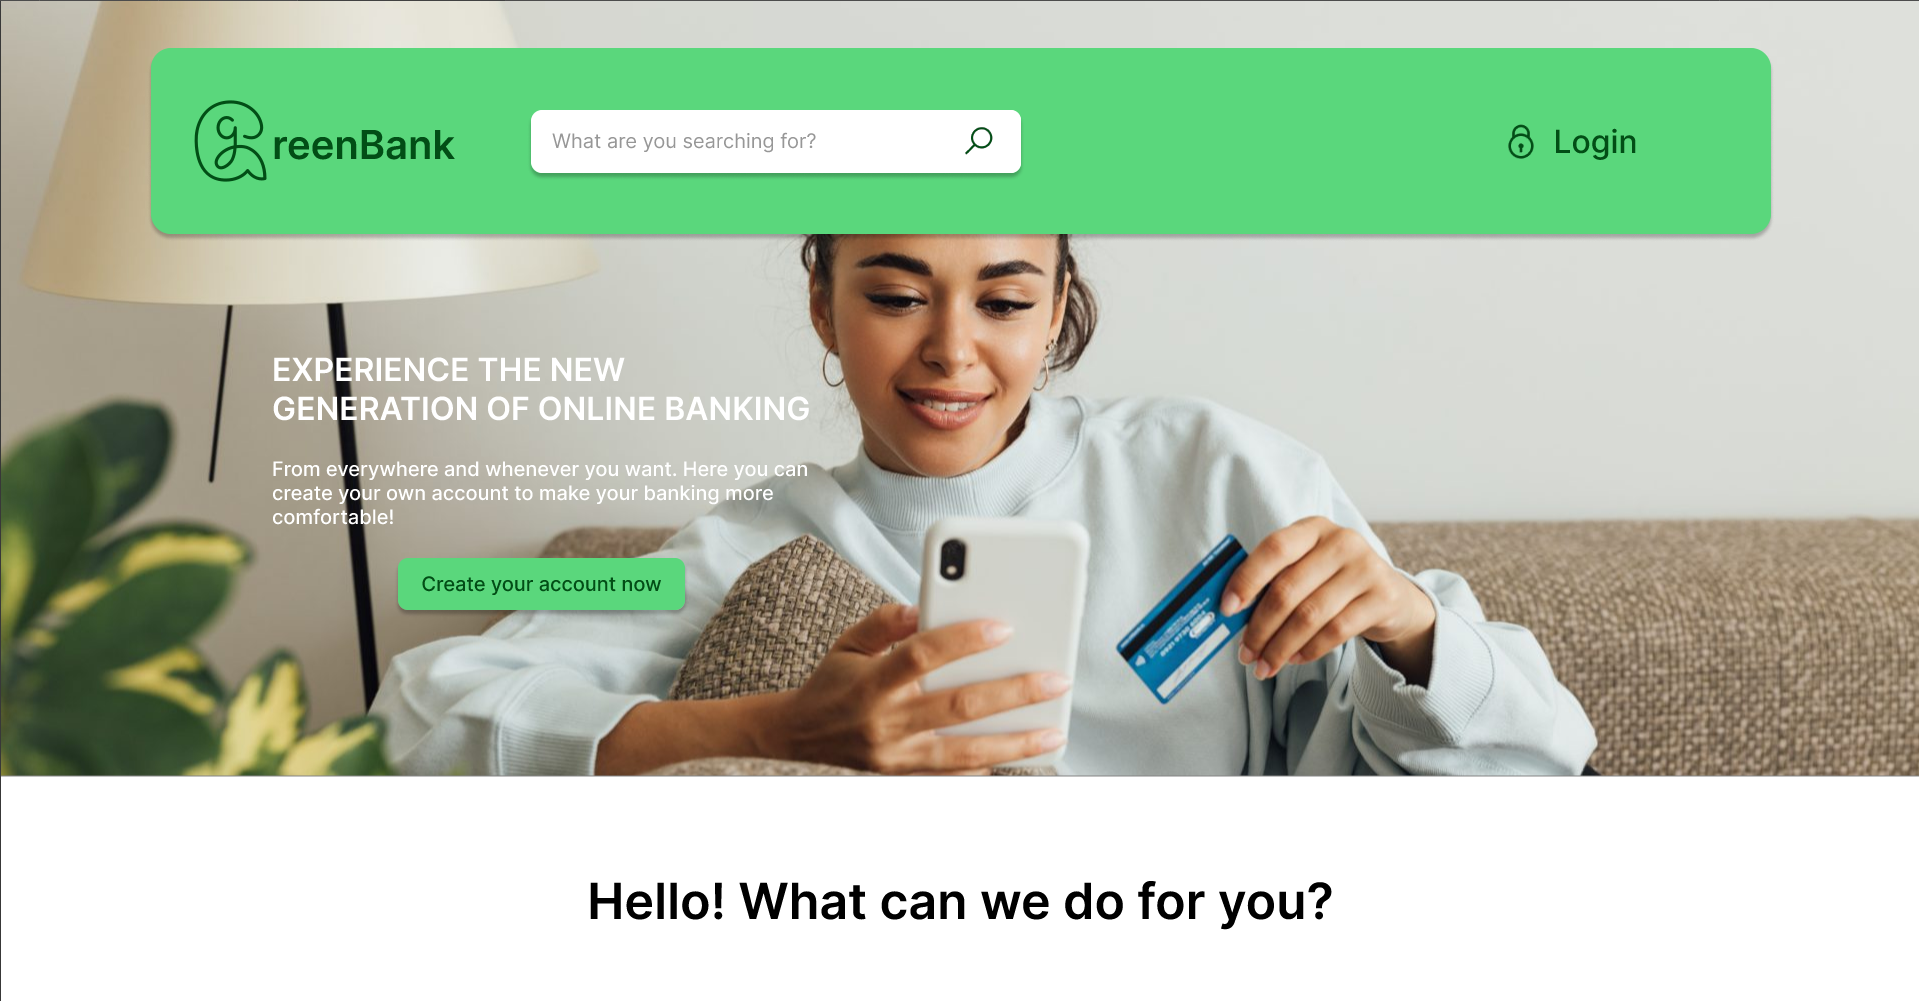 GreenBank
What are you searching for?
Login
EXPERIENCE THE NEW
GENERATION OF ONLINE BANKING
From everywhere and whenever you want. Here you can
create your own account to make your banking more
comfortable!
Create your account now
Hello! What can we do for you?